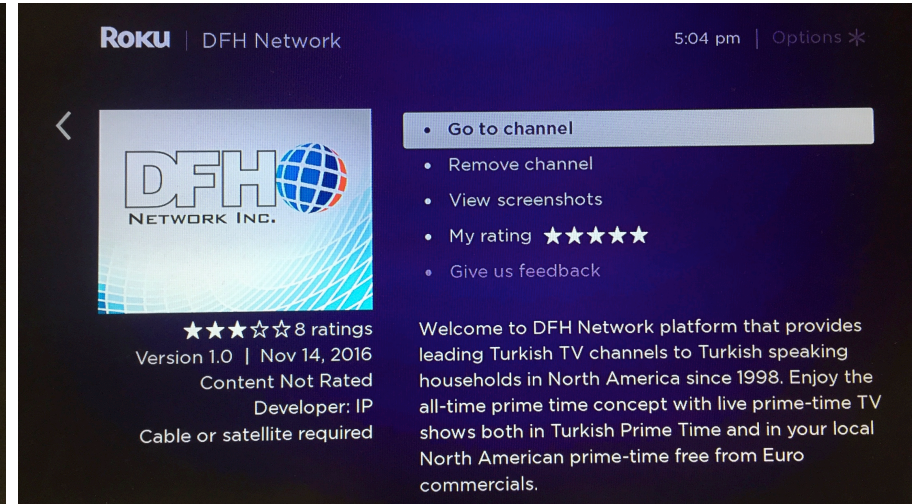 ROKU | DFH Network
5:04 pm | Options
DFH
NETWORK INC.
Go to channel
Remove channel
View screenshots
My rating
Give us feedback
8 ratings
Version 1.0 | Nov 14, 2016
Content Not Rated
Developer: IP
Cable or satellite required
Welcome to DFH Network platform that provides
leading Turkish TV channels to Turkish speaking
households in North America since 1998. Enjoy the
all-time prime time concept with live prime-time TV
shows both in Turkish Prime Time and in your local
North American prime-time free from Euro
commercials.